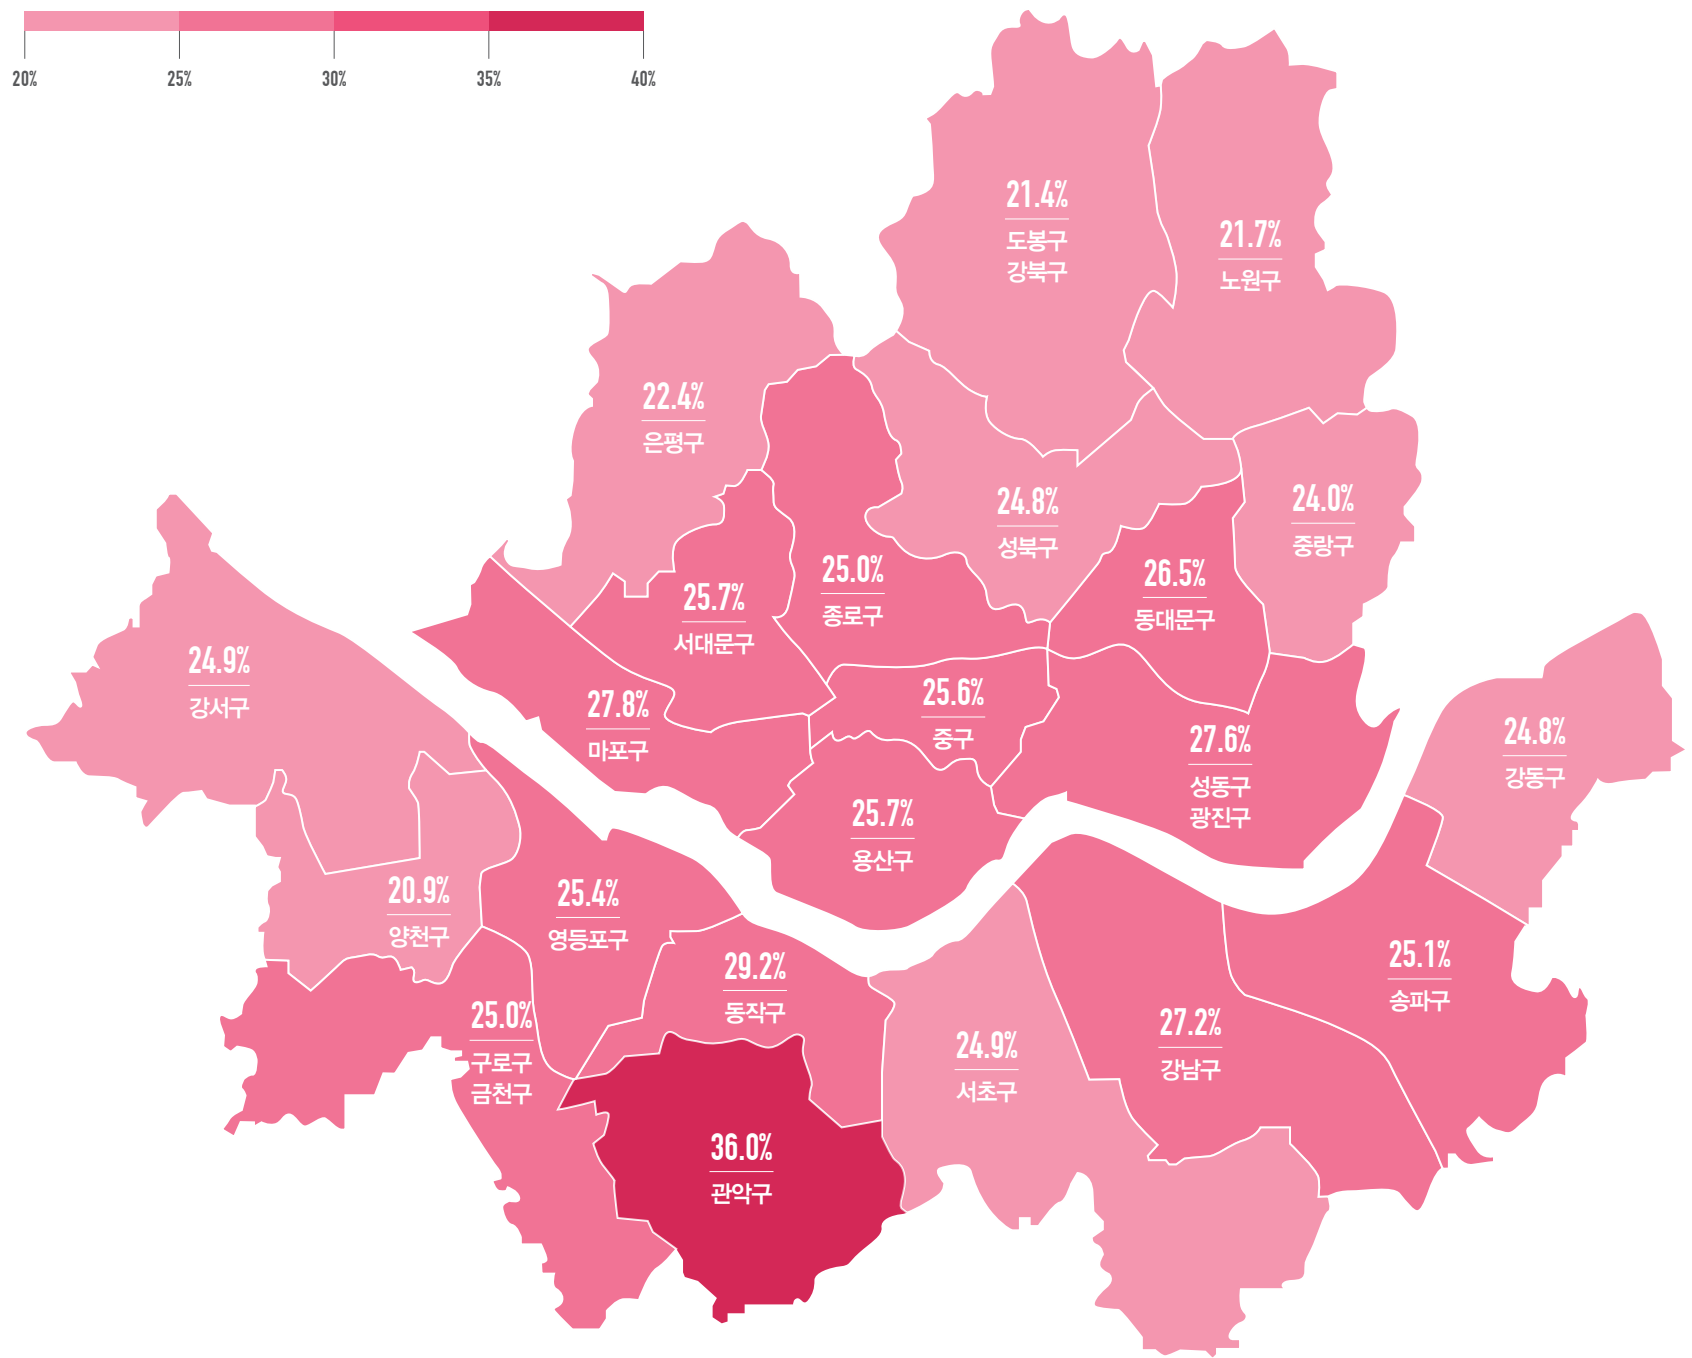 20% 25% 30% 35% 40%
21.4%
도봉구
강북구
21.7%
노원구
22.4%
은평구
24.8%
성북구
24.0%
중랑구
25.0%
종로구
26.5%
동대문구
25.7%
서대문구
24.9%
강서구
27.8%
마포구
25.6%
중구
27.6%
성동구
광진구
24.8%
강동구
25.7%
용산구
20.9%
양천구
25.4%
영등포구
29.2%
동작구
25.1%
송파구
25.0%
구로구
금천구
27.2%
강남구
24.9%
서초구
36.0%
관악구